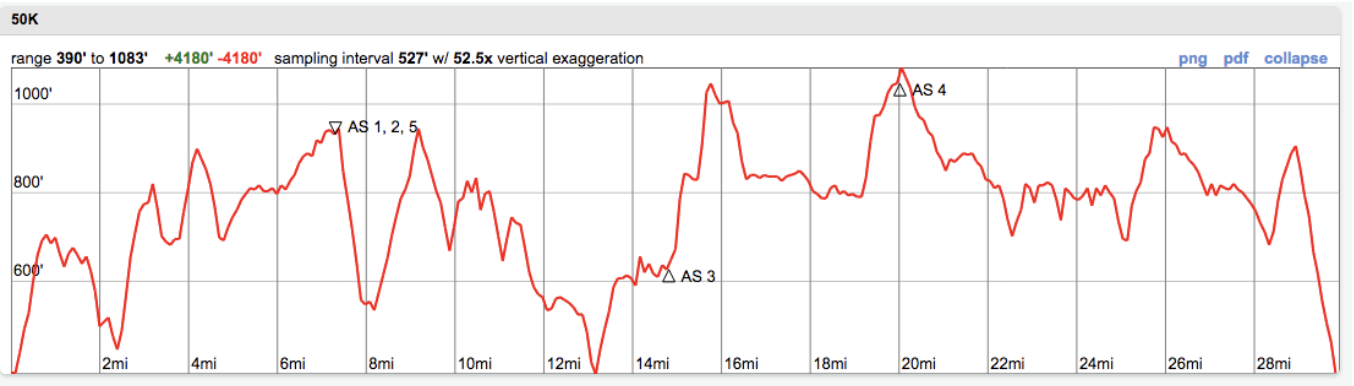 50K
range 390' to 1083' +4180' -4180' sampling interval 527' w/ 52.5x vertical exaggeration png pdf collapse
1000'
AS 4
AS 1, 2, 5
800'
600'
AS 3
2mi 4mi 6mi 8mi 10mi 12mi 14mi 16mi 18mi 20mi 22mi 24mi 26mi 28mi